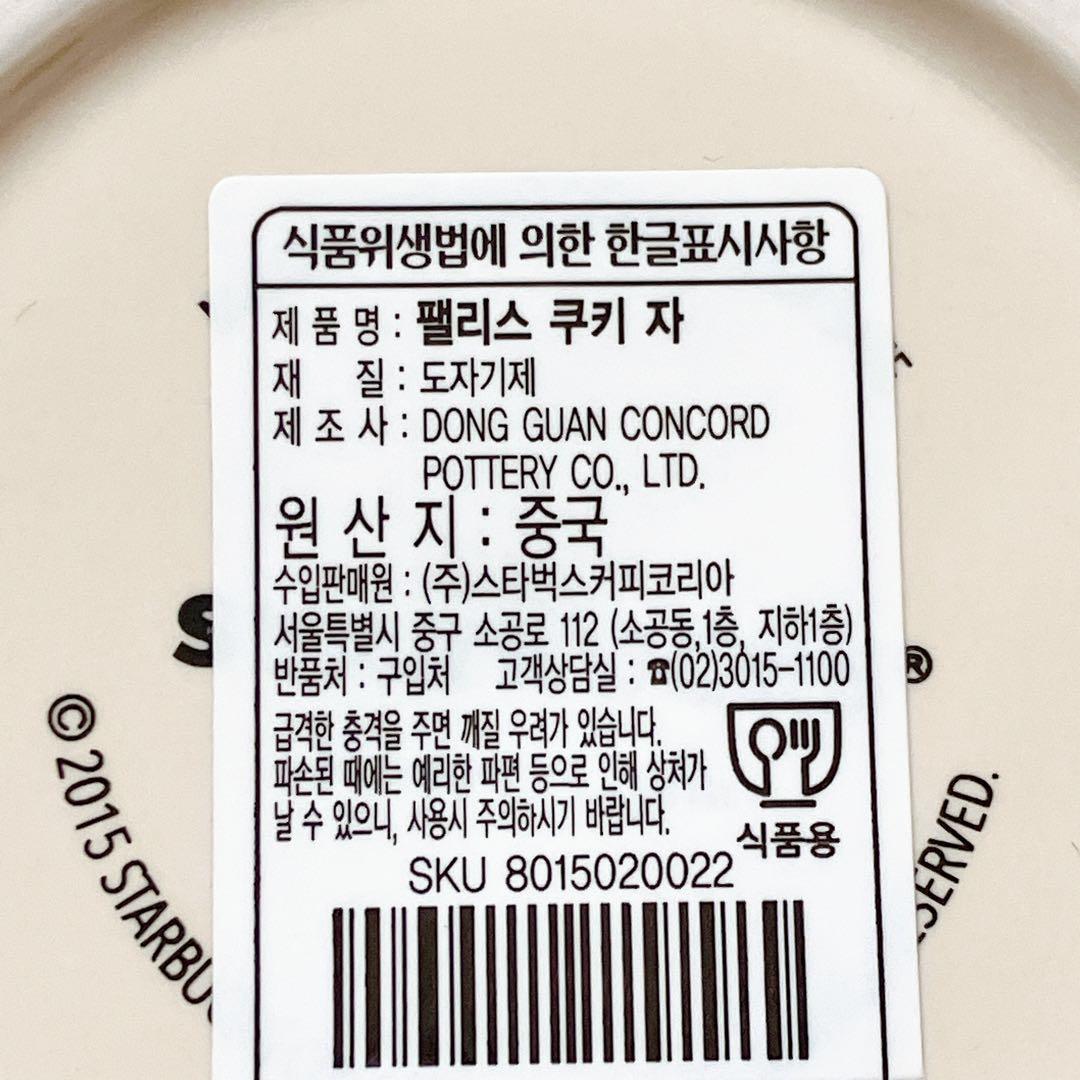 식품위생법에 의한 한글표시사항
제 품 명 : 팰리스 쿠키 자
재 질 : 도자기제
제 조 사 : DONG GUAN CONCORD
POTTERY CO., LTD.
원 산 지 : 중국
수입판매원 : (주)스타벅스커피코리아
서울특별시 중구 소공로 112 (소공동,1층, 지하1층)
반품처 : 구입처 고객상담실 : ☎(02)3015-1100
급격한 충격을 주면 깨질 우려가 있습니다.
파손된 때에는 예리한 파편 등으로 인해 상처가
날 수 있으니, 사용시 주의하시기 바랍니다.
식품용
SKU 8015020022
S
®
© 2015 STARBU
SERVED.